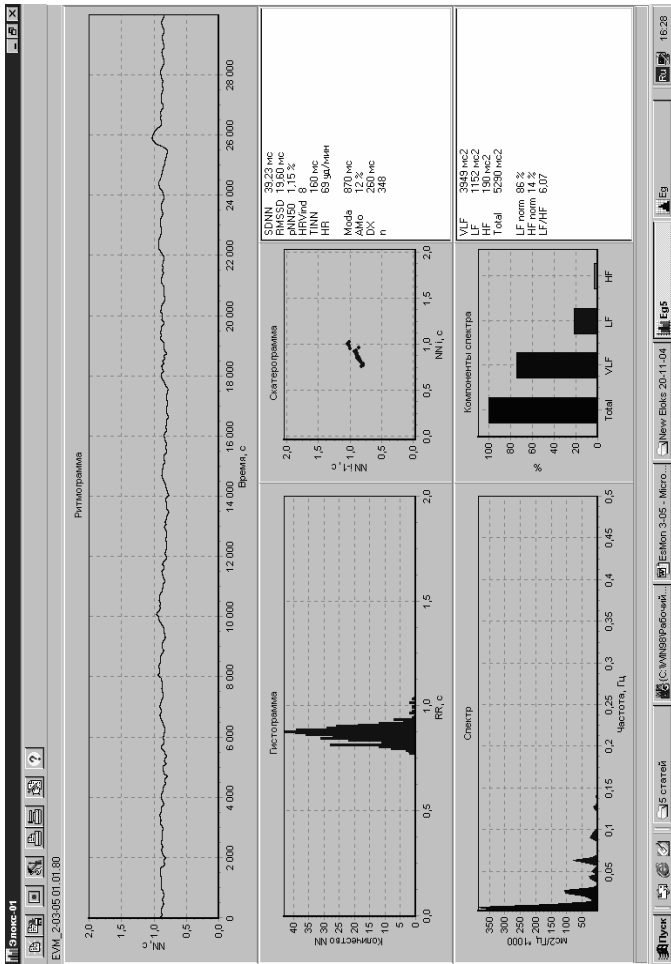 Элокс-01
EVM_2-03-05 01.01.80
Ритмограмма
NN, с
2,0
1,5
1,0
0,5
0,0
0
2 000
4 000
6 000
8 000
10 000
12 000
14 000
16 000
18 000
20 000
22 000
24 000
26 000
28 000
Время, с
Гистограмма
Количество NN
40
35
30
25
20
15
10
5
0
0,0
0,5
1,0
1,5
2,0
RR, с
Скатерограмма
NN i-1, с
2,0
1,5
1,0
0,5
0,0
0,0
0,5
1,0
1,5
2,0
NN i, с
SDNN 39,23 мс
RMSSD 19,60 мс
pNN50 1,15 %
HRVind 8
TINN 160 мс
HR 69 уд/мин
Moda 870 мс
AMo 12 %
DX 260 мс
n 348
Спектр
мс2/Гц *1000
350
300
250
200
150
100
50
0,05
0,1
0,15
0,2
0,3
0,4
0,45
0,5
Частота, Гц
Компоненты спектра
%
100
80
60
40
20
0
Total
VLF
LF
HF
VLF 3949 мс2
LF 1152 мс2
HF 190 мс2
Total 5290 мс2
LF norm 86 %
HF norm 14 %
LF/HF 6,07
Пуск
5 статей
(C:\WIN98\Рабочий...
EsMon 3-05 - Micro...
New Eloks 20-11-04
Eg5
Eg
Ru
16:28